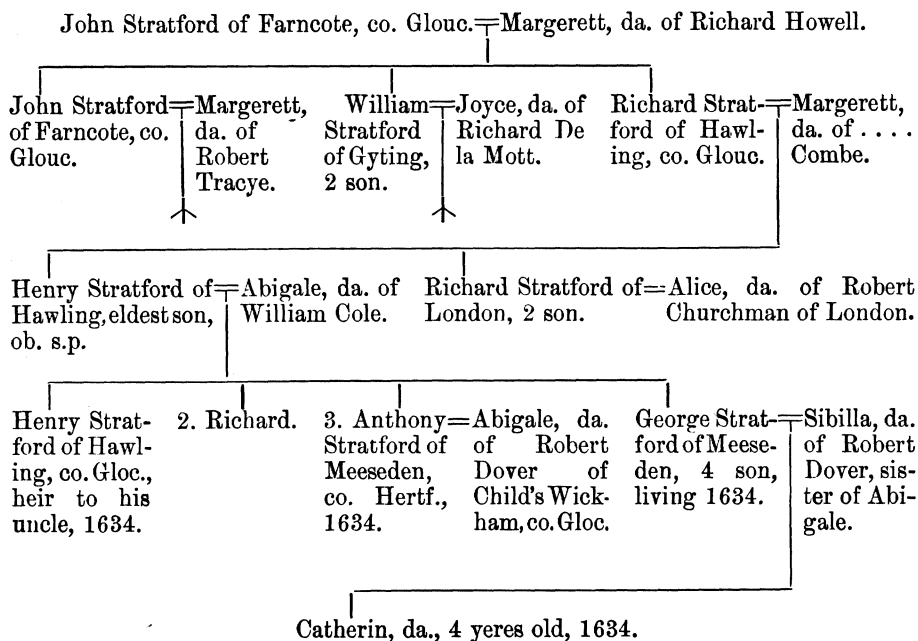 John Stratford of Farncote, co. Glouc.=Margerett, da. of Richard Howell.
John Stratford=Margerett,
of Farncote, co. da. of
Glouc. Robert
Tracye.
William=Joyce, da. of
Stratford Richard De
of Gyting, la Mott.
2 son.
Richard Strat-=Margerett,
ford of Hawl- da. of ....
ing, co. Glouc. Combe.
Henry Stratford of=Abigale, da. of
Hawling, eldest son, William Cole.
ob. s.p.
Richard Stratford of=Alice, da. of Robert
London, 2 son. Churchman of London.
Henry Strat-
ford of Hawl-
ing, co. Gloc.,
heir to his
uncle, 1634.
2. Richard.
3. Anthony=Abigale, da.
Stratford of of Robert
Meeseden, Dover of
co. Hertf., Child's Wick-
1634. ham, co. Gloc.
George Strat-=Sibilla, da.
ford of Meese- of Robert
den, 4 son, Dover, sis-
living 1634. ter of Abi-
gale.
Catherin, da., 4 yeres old, 1634.